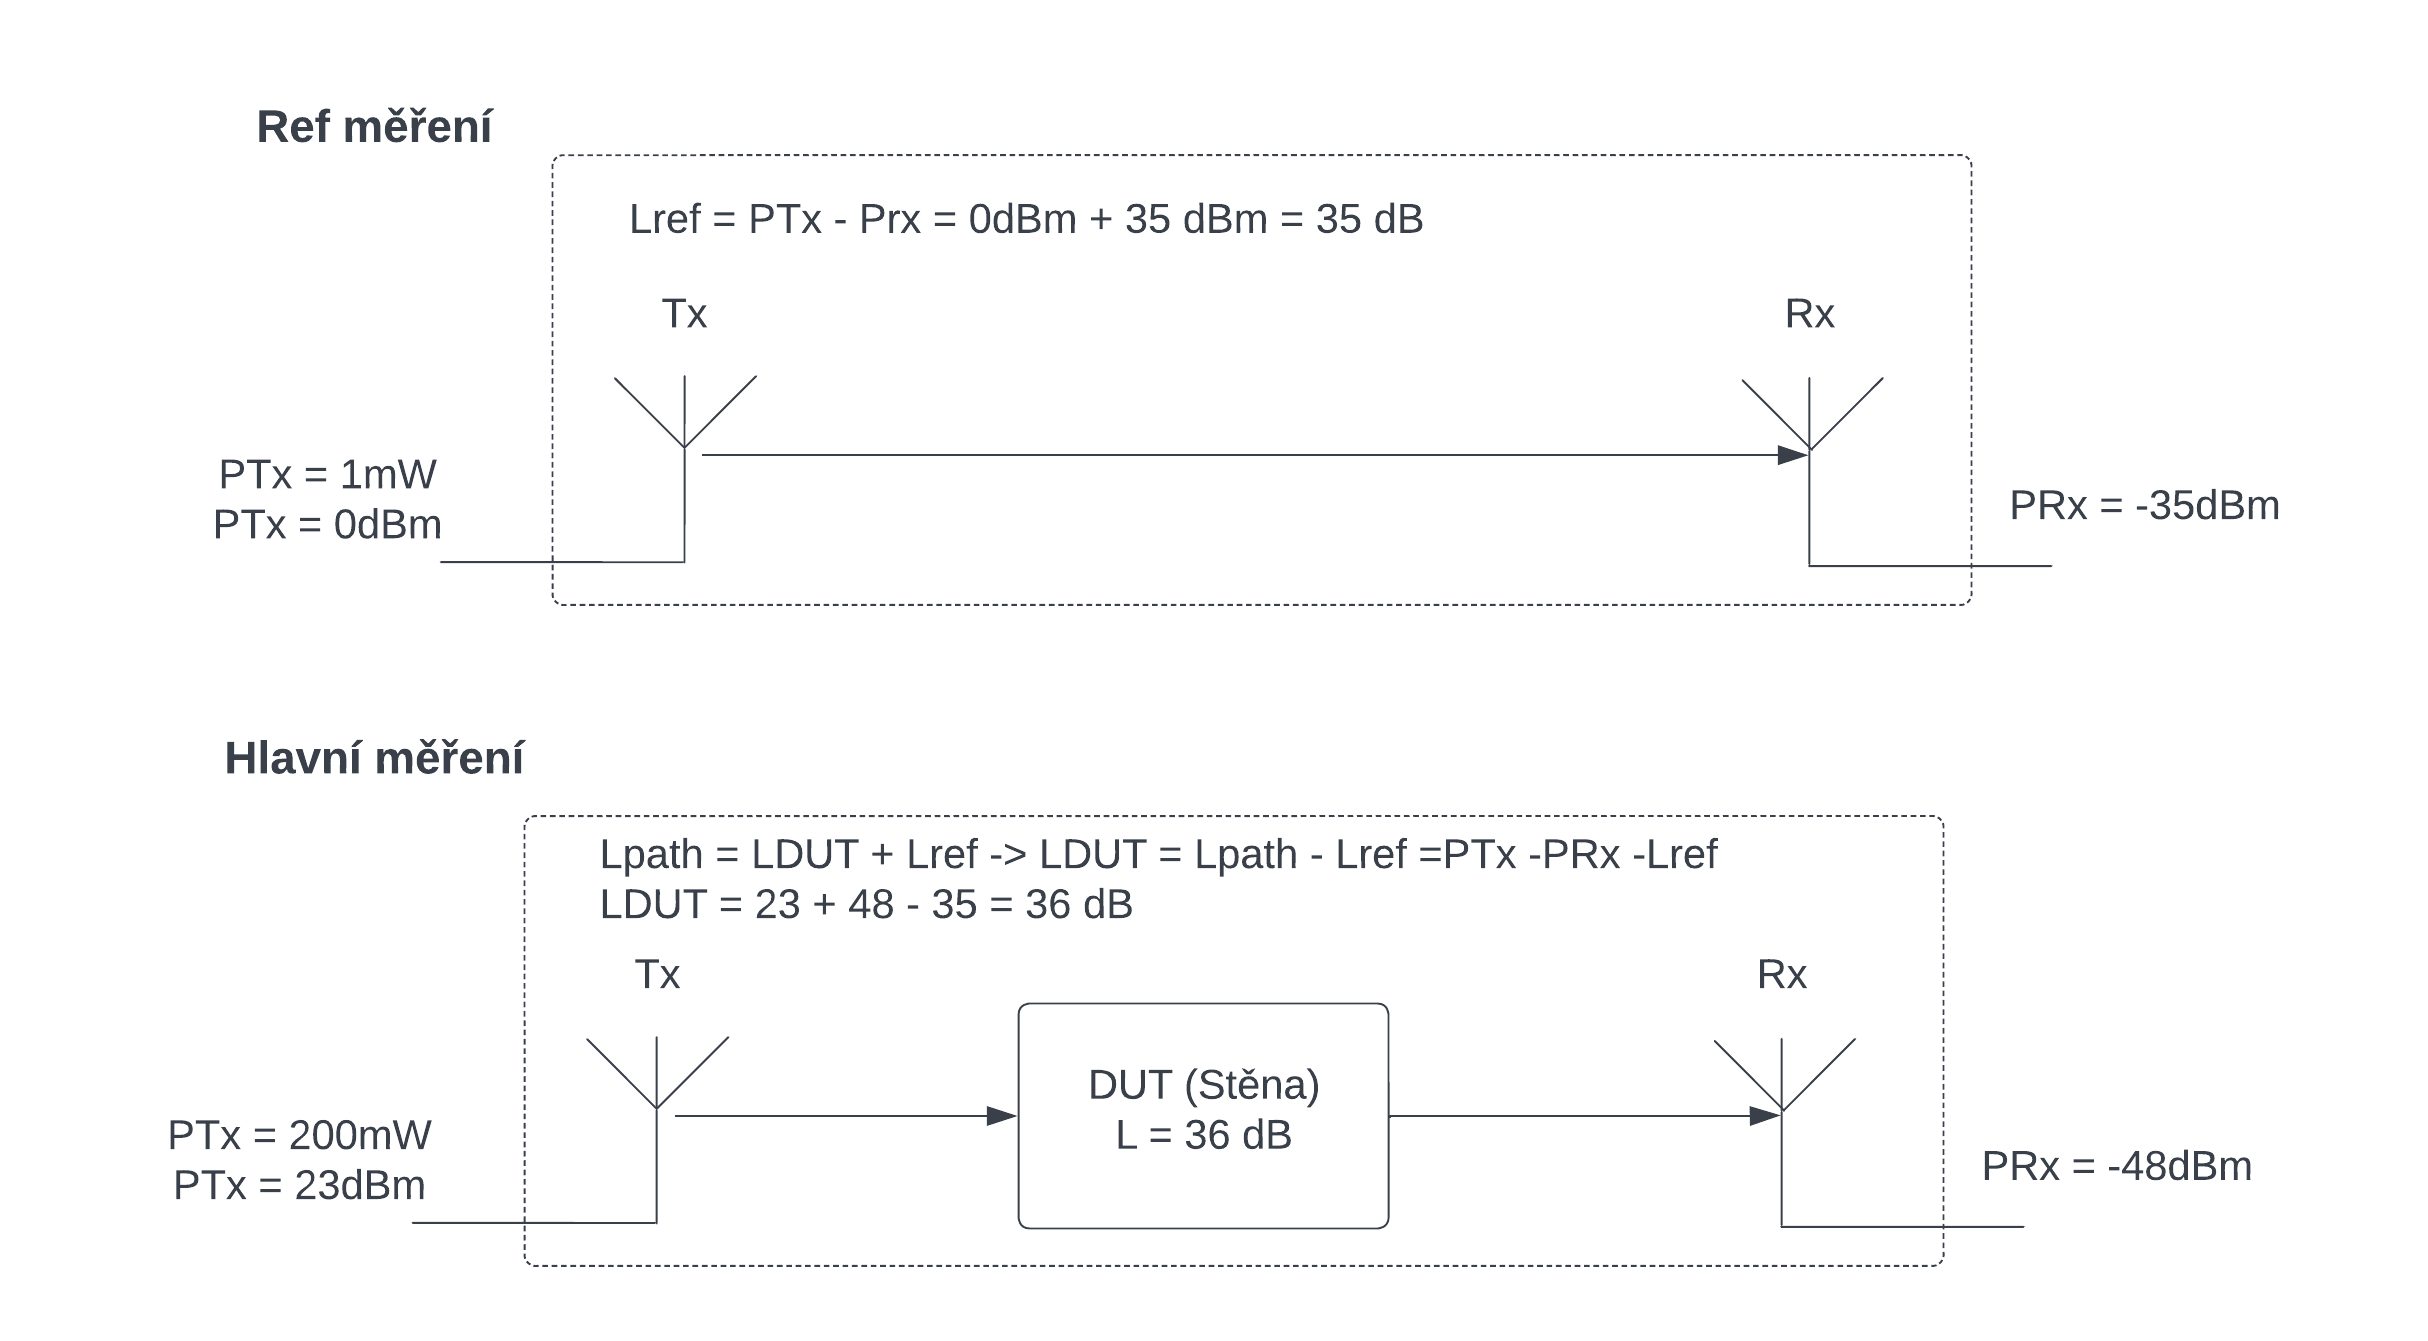 Ref měření
Lref = PTx - Prx = 0dBm + 35 dBm = 35 dB
Tx
Rx
PTx = 1mW
PTx = 0dBm
PRx = -35dBm
Hlavní měření
Lpath = LDUT + Lref -> LDUT = Lpath - Lref =PTx -PRx -Lref
LDUT = 23 + 48 - 35 = 36 dB
Tx
Rx
DUT (Stěna)
L = 36 dB
PTx = 200mW
PTx = 23dBm
PRx = -48dBm